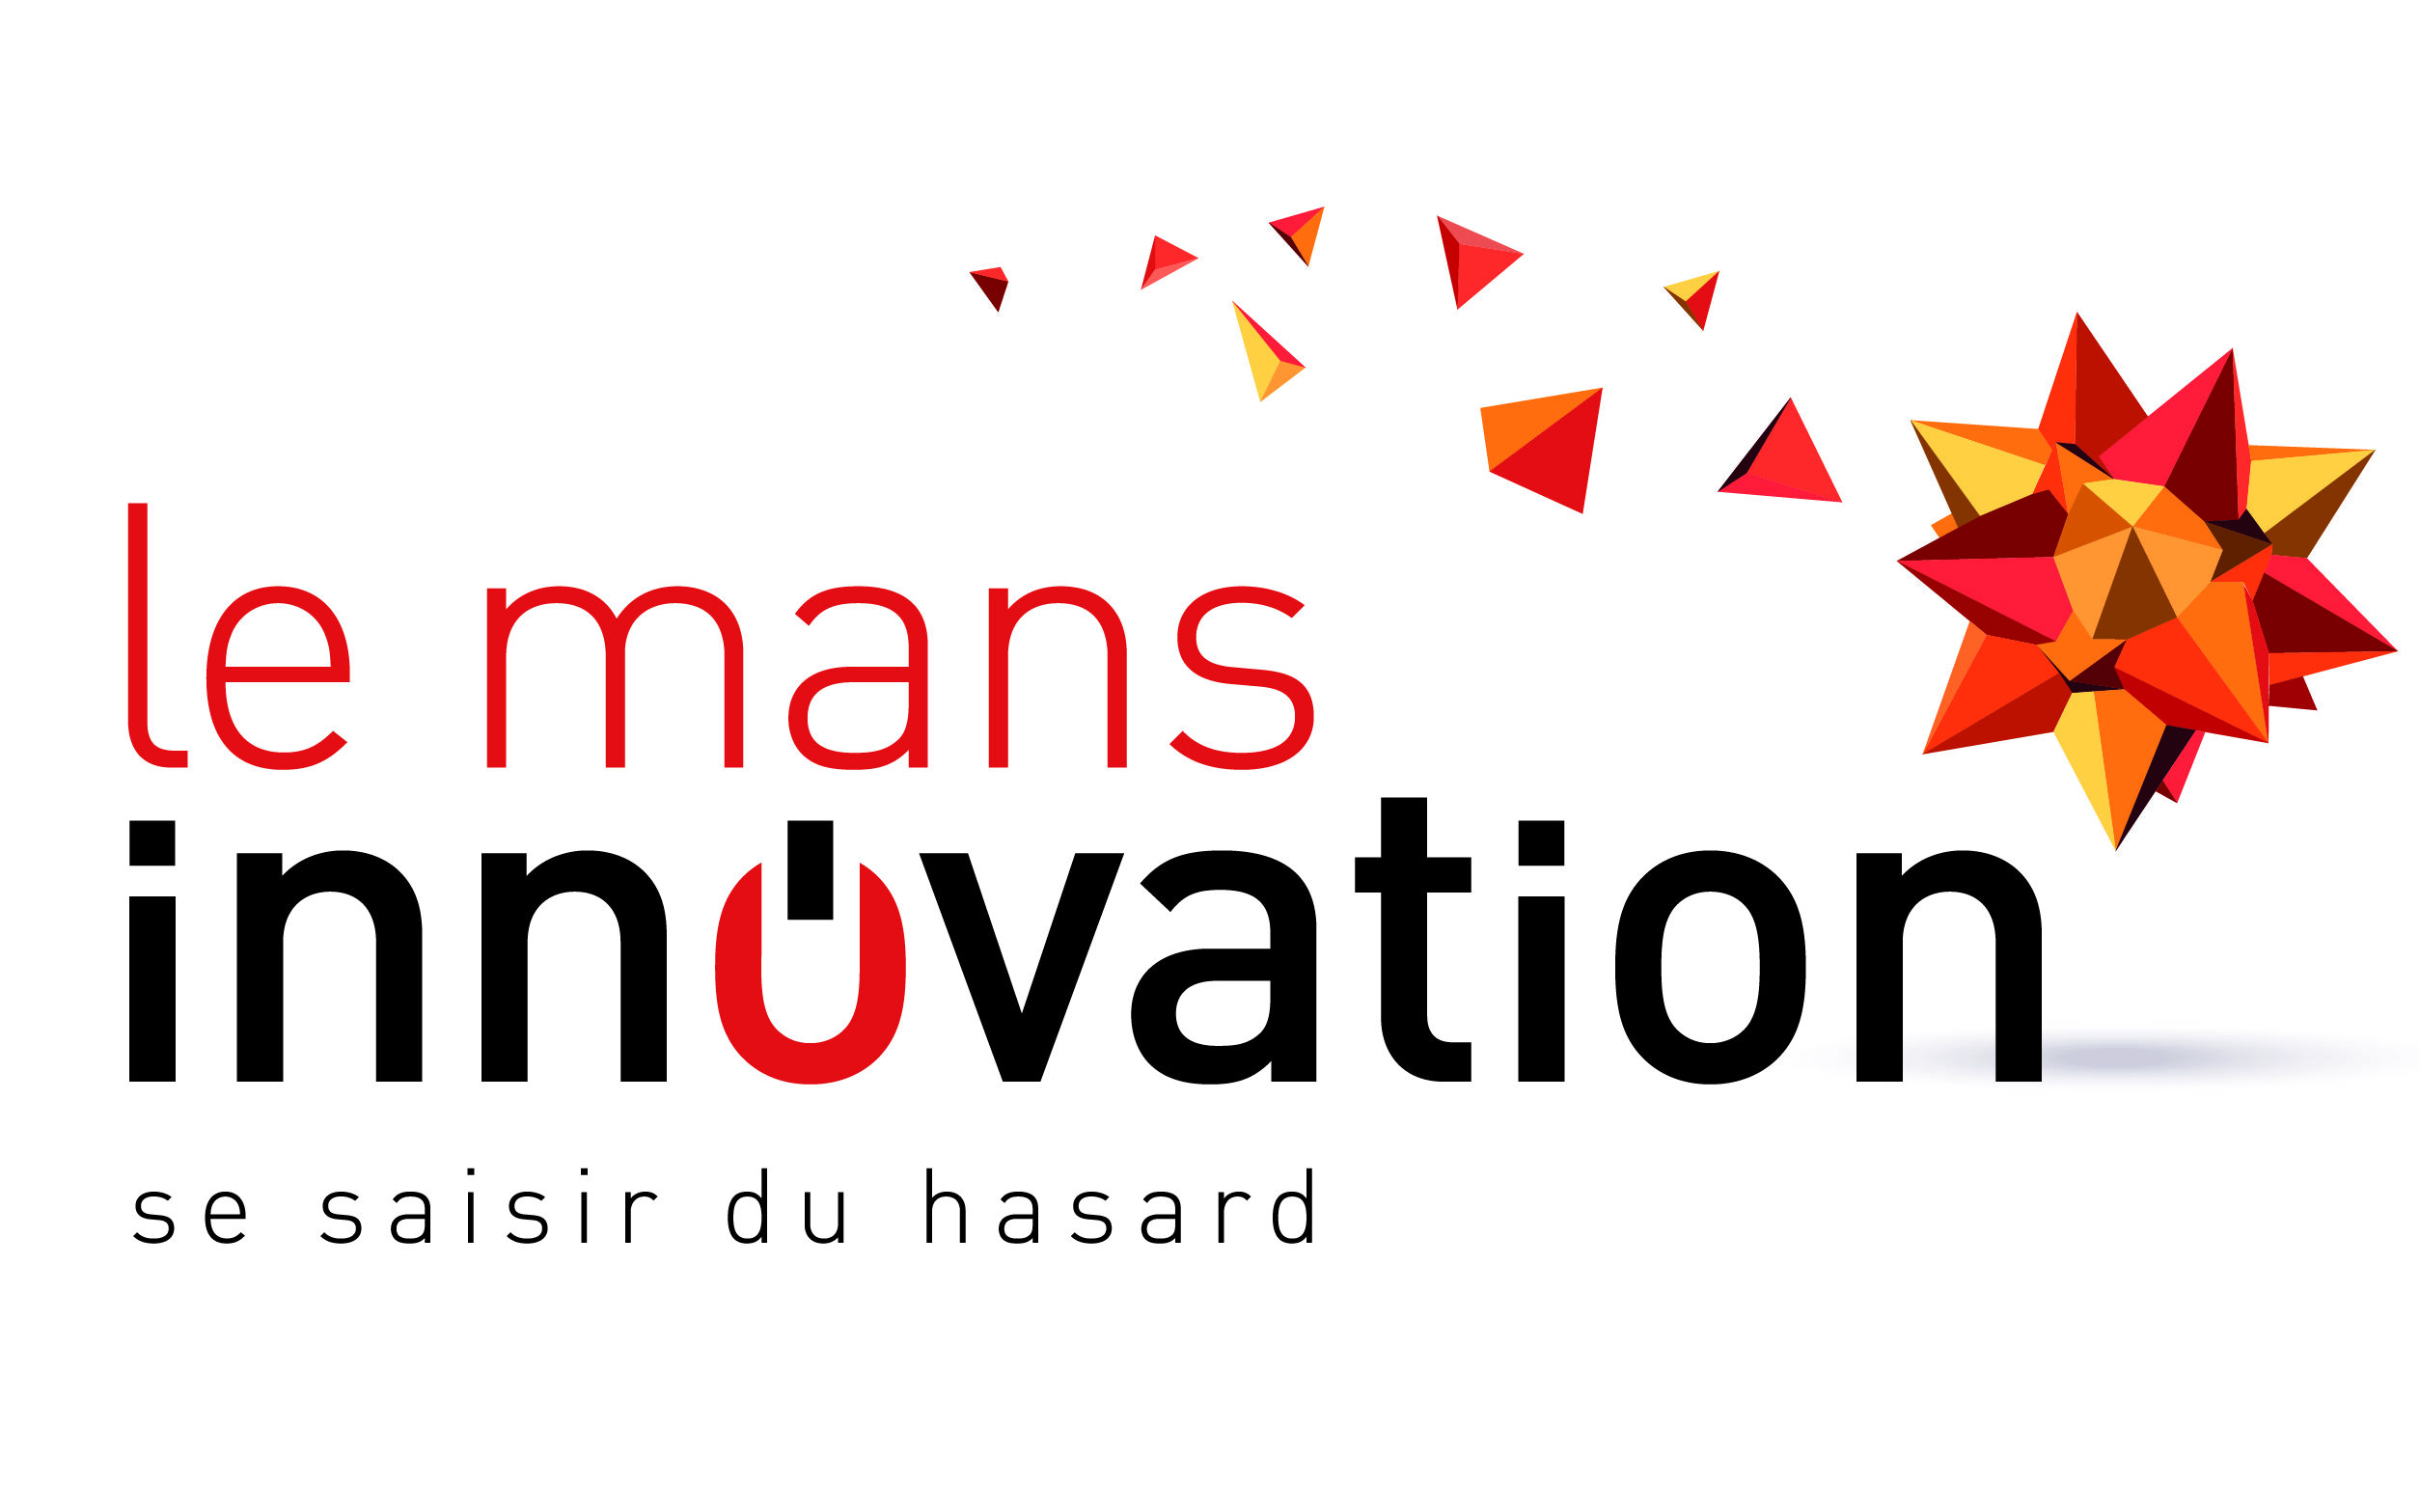 le mans
innovation
se saisir du hasard